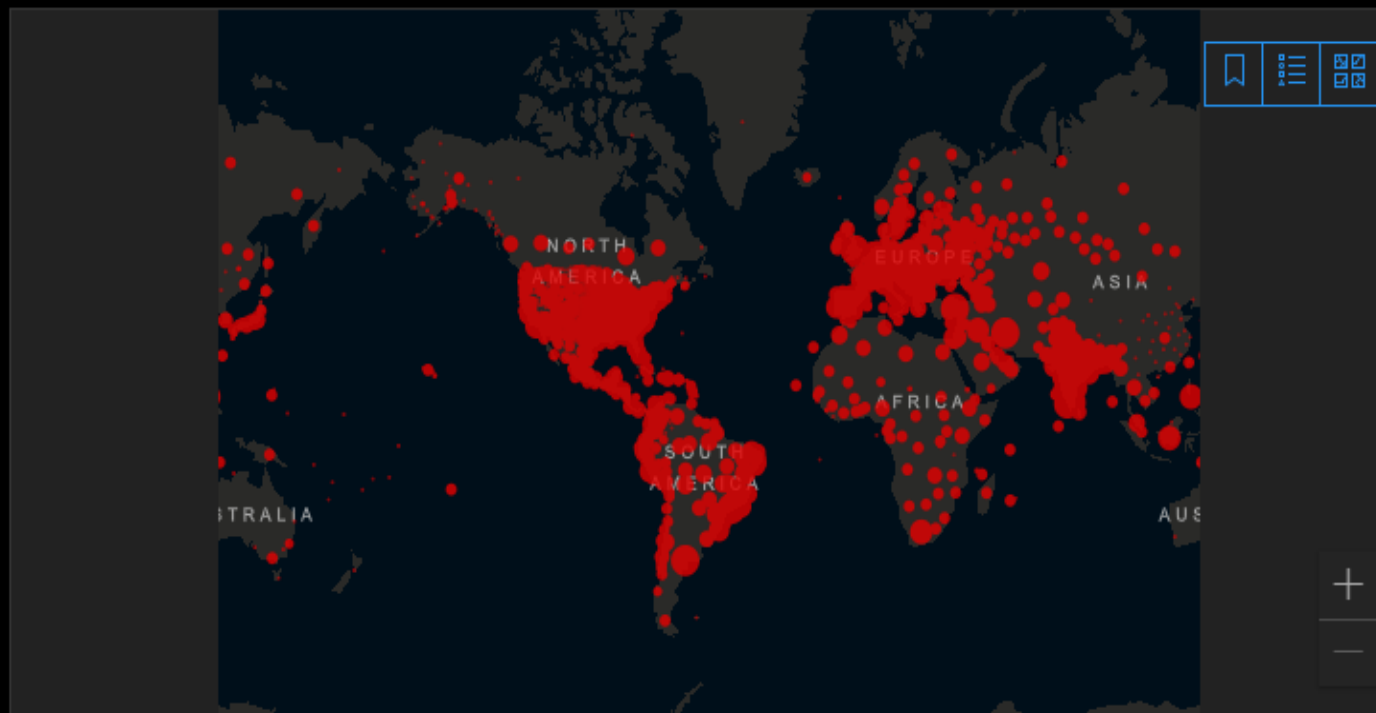 NORTH
AMERICA
EUROPE
ASIA
AFRICA
SOUTH
AMERICA
STRALIA
AUS